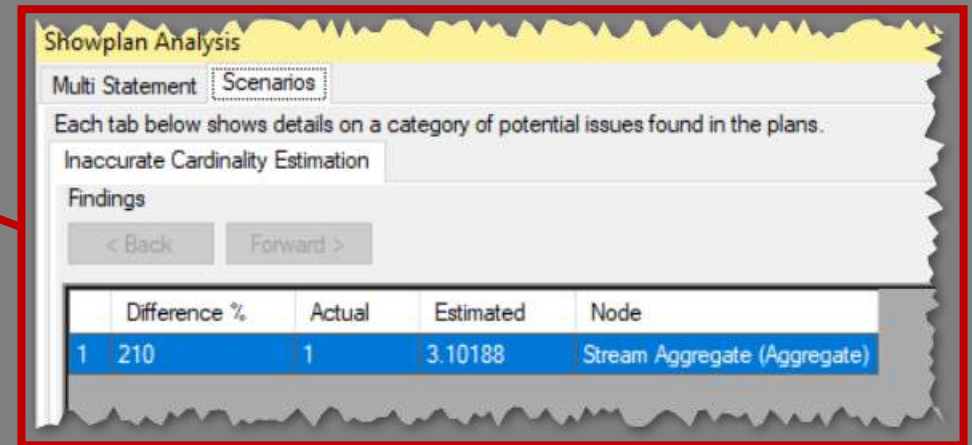 Showplan Analysis
Multi Statement Scenarios
Each tab below shows details on a category of potential issues found in the plans.
Inaccurate Cardinality Estimation
Findings
< Back Forward >
Difference % Actual Estimated Node
1 210 1 3.10188 Stream Aggregate (Aggregate)